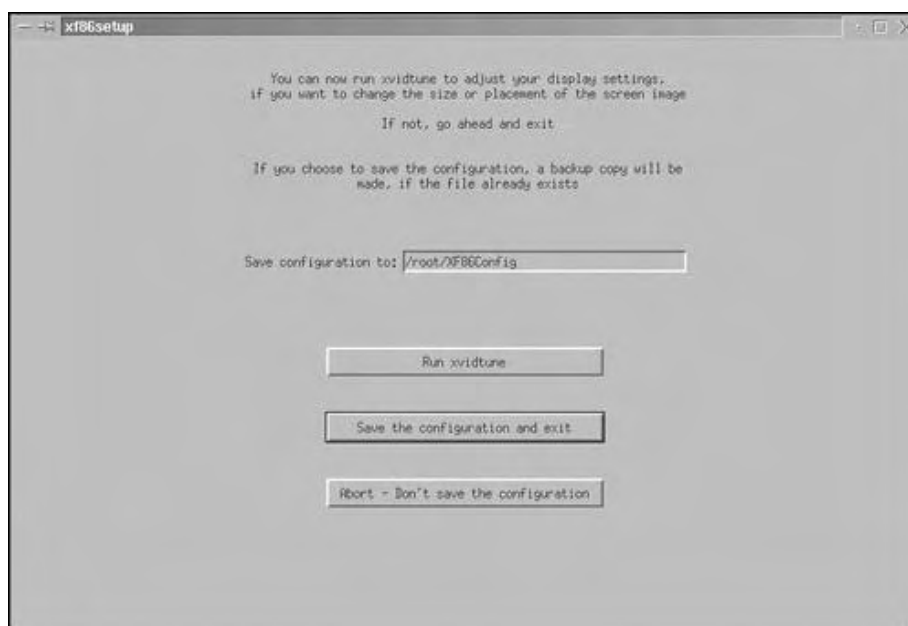 xf86setup
You can now run xvidtune to adjust your display settings,
if you want to change the size or placement of the screen image
If not, go ahead and exit
If you choose to save the configuration, a backup copy will be
made, if the file already exists
Save configuration to: /root/XF86Config
Run xvidtune
Save the configuration and exit
Abort - Don't save the configuration